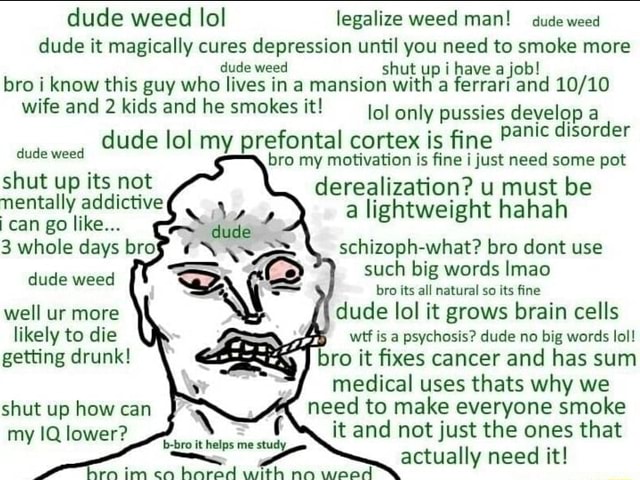 dude weed lol
legalize weed man!
dude weed
dude it magically cures depression until you need to smoke more
dude weed
shut up i have a job!
bro i know this guy who lives in a mansion with a ferrari and 10/10
wife and 2 kids and he smokes it!
lol only pussies develop a
panic disorder
dude lol my prefontal cortex is fine
dude weed
bro my motivation is fine i just need some pot
shut up its not
mentally addictive
i can go like...
3 whole days bro
derealization? u must be
a lightweight hahah
dude
schizoph-what? bro dont use
such big words lmao
dude weed
bro its all natural so its fine
well ur more
likely to die
getting drunk!
dude lol it grows brain cells
wtf is a psychosis? dude no big words lol!
bro it fixes cancer and has sum
medical uses thats why we
need to make everyone smoke
it and not just the ones that
actually need it!
shut up how can
my IQ lower?
b-bro it helps me study
bro im so bored with no weed